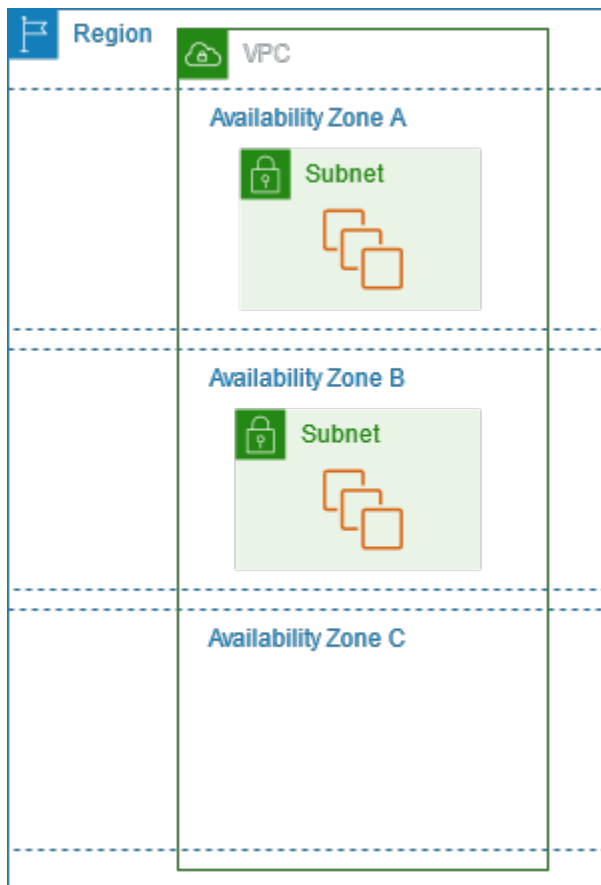 Region
VPC
Availability Zone A
Subnet
Availability Zone B
Subnet
Availability Zone C